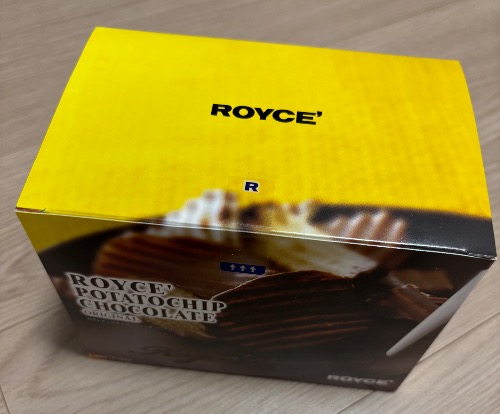 ROYCE'
R
ROYCE'
POTATOCHIP
CHOCOLATE
ORIGINAL
ROYCE'